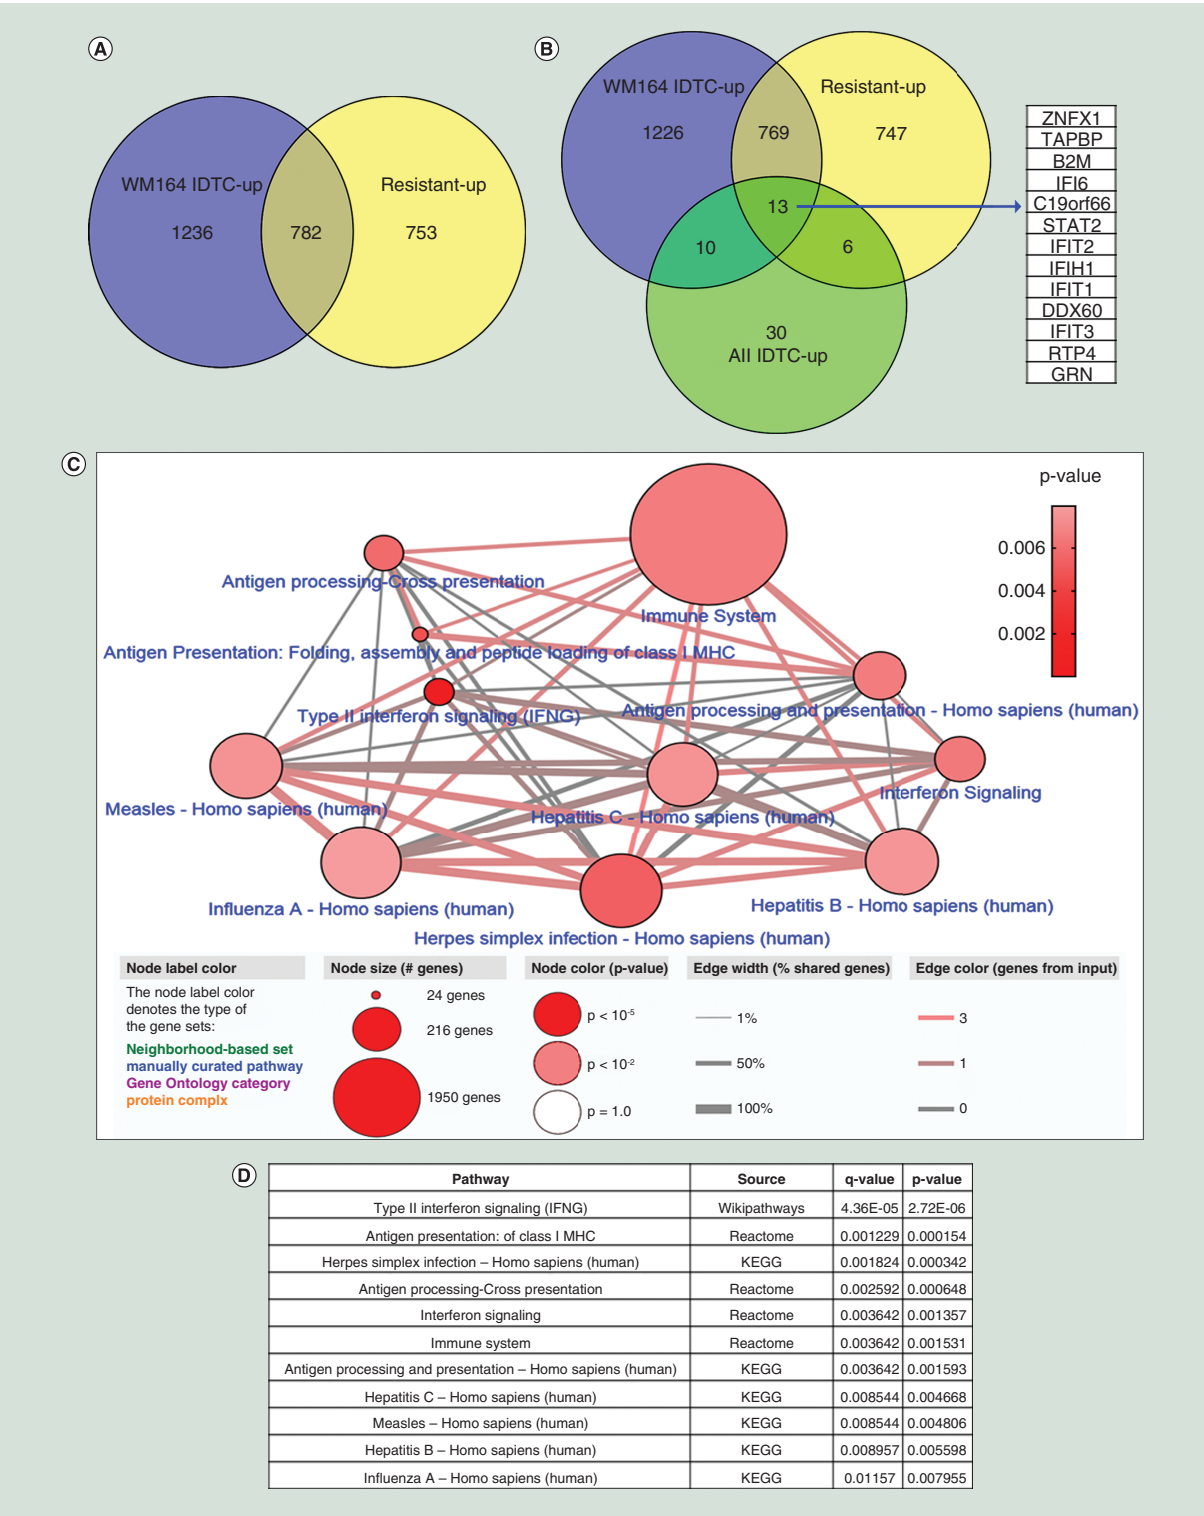 A
WM164 IDTC-up
Resistant-up
1236
782
753
B
WM164 IDTC-up
Resistant-up
1226
769
747
13
10
6
30
All IDTC-up
ZNFX1
TAPBP
B2M
IFI6
C19orf66
STAT2
IFIT2
IFIH1
IFIT1
DDX60
IFIT3
RTP4
GRN
C
p-value
0.006
0.004
0.002
Antigen processing-Cross presentation
Immune System
Antigen Presentation: Folding, assembly and peptide loading of class I MHC
Type II interferon signaling (IFNG)
Antigen processing and presentation - Homo sapiens (human)
Measles - Homo sapiens (human)
Hepatitis C - Homo sapiens (human)
Interferon Signaling
Influenza A - Homo sapiens (human)
Hepatitis B - Homo sapiens (human)
Herpes simplex infection - Homo sapiens (human)
Node label color
The node label color
denotes the type of
the gene sets:
Neighborhood-based set
manually curated pathway
Gene Ontology category
protein complx
Node size (# genes)
24 genes
216 genes
1950 genes
Node color (p-value)
p < 10-5
p < 10-2
p = 1.0
Edge width (% shared genes)
1%
50%
100%
Edge color (genes from input)
3
1
0
D
Pathway Source q-value p-value
Type II interferon signaling (IFNG) Wikipathways 4.36E-05 2.72E-06
Antigen presentation: of class I MHC Reactome 0.001229 0.000154
Herpes simplex infection – Homo sapiens (human) KEGG 0.001824 0.000342
Antigen processing-Cross presentation Reactome 0.002592 0.000648
Interferon signaling Reactome 0.003642 0.001357
Immune system Reactome 0.003642 0.001531
Antigen processing and presentation – Homo sapiens (human) KEGG 0.003642 0.001593
Hepatitis C – Homo sapiens (human) KEGG 0.008544 0.004668
Measles – Homo sapiens (human) KEGG 0.008544 0.004806
Hepatitis B – Homo sapiens (human) KEGG 0.008957 0.005598
Influenza A – Homo sapiens (human) KEGG 0.01157 0.007955